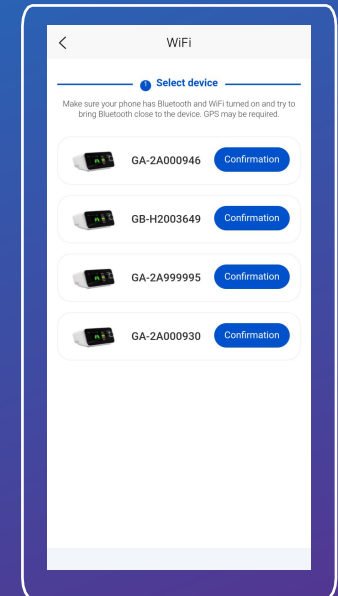 WiFi
1 Select device
Make sure your phone has Bluetooth and WiFi turned on and try to
bring Bluetooth close to the device. GPS may be required.
GA-2A000946 Confirmation
GB-H2003649 Confirmation
GA-2A999995 Confirmation
GA-2A000930 Confirmation